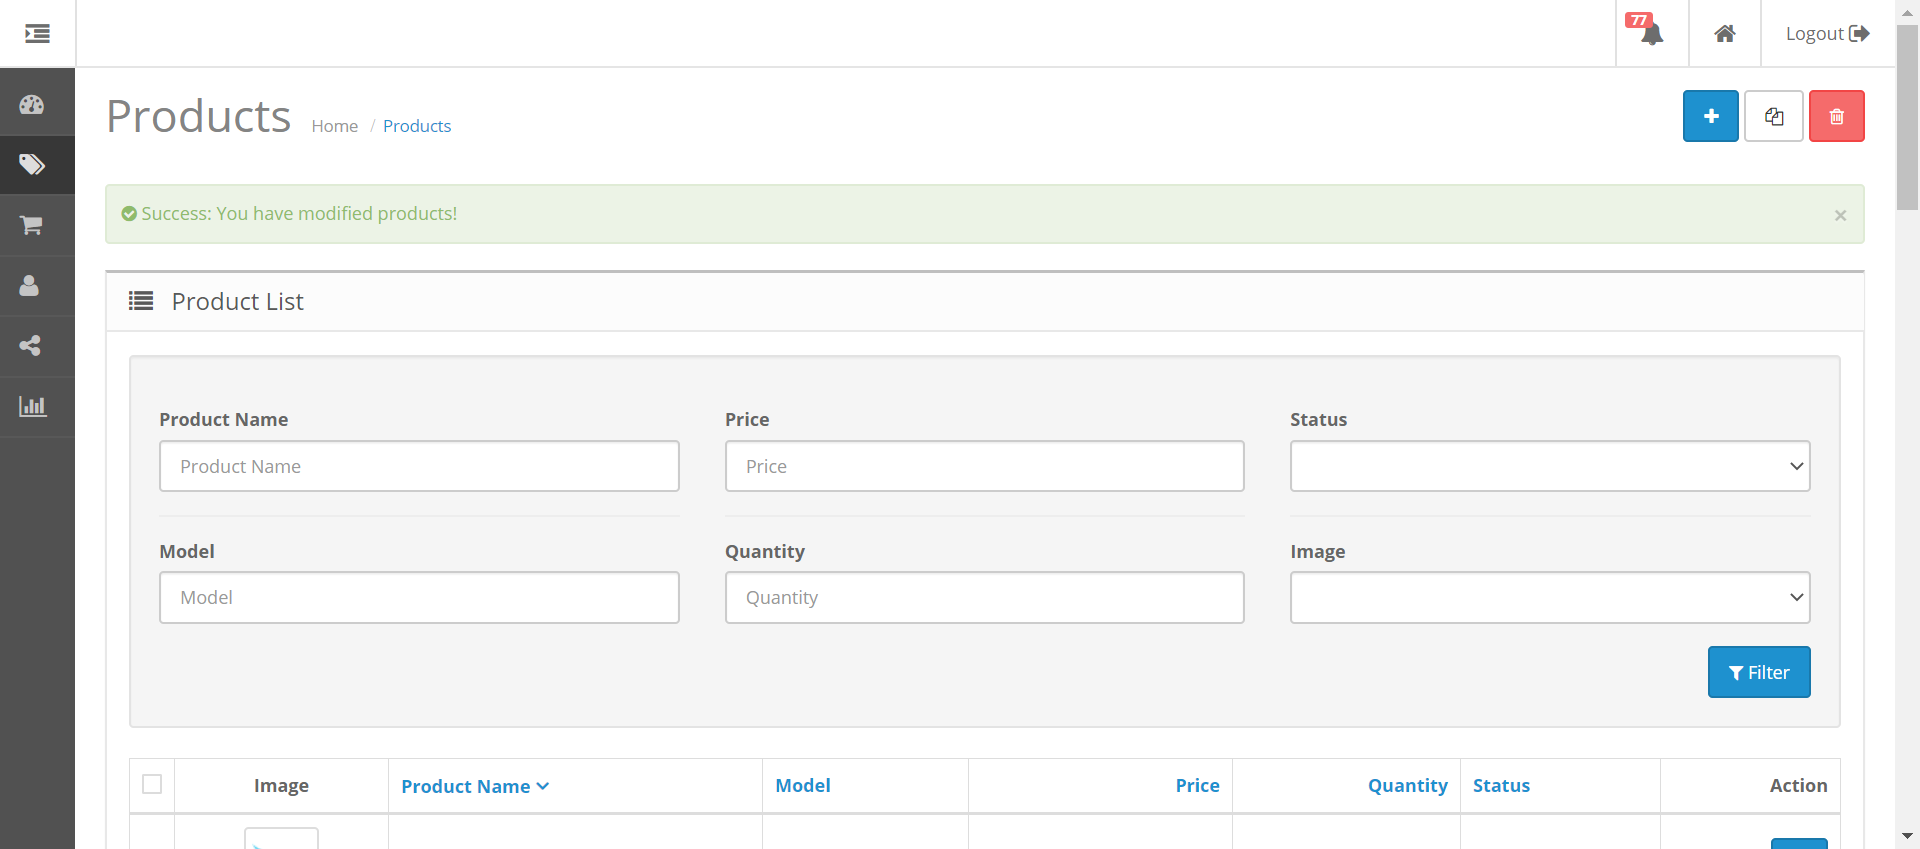 77
Logout
Products
Home / Products
Success: You have modified products!
×
Product List
Product Name
Price
Status
Product Name
Price
Model
Quantity
Image
Model
Quantity
Filter
Image
Product Name
Model
Price
Quantity
Status
Action